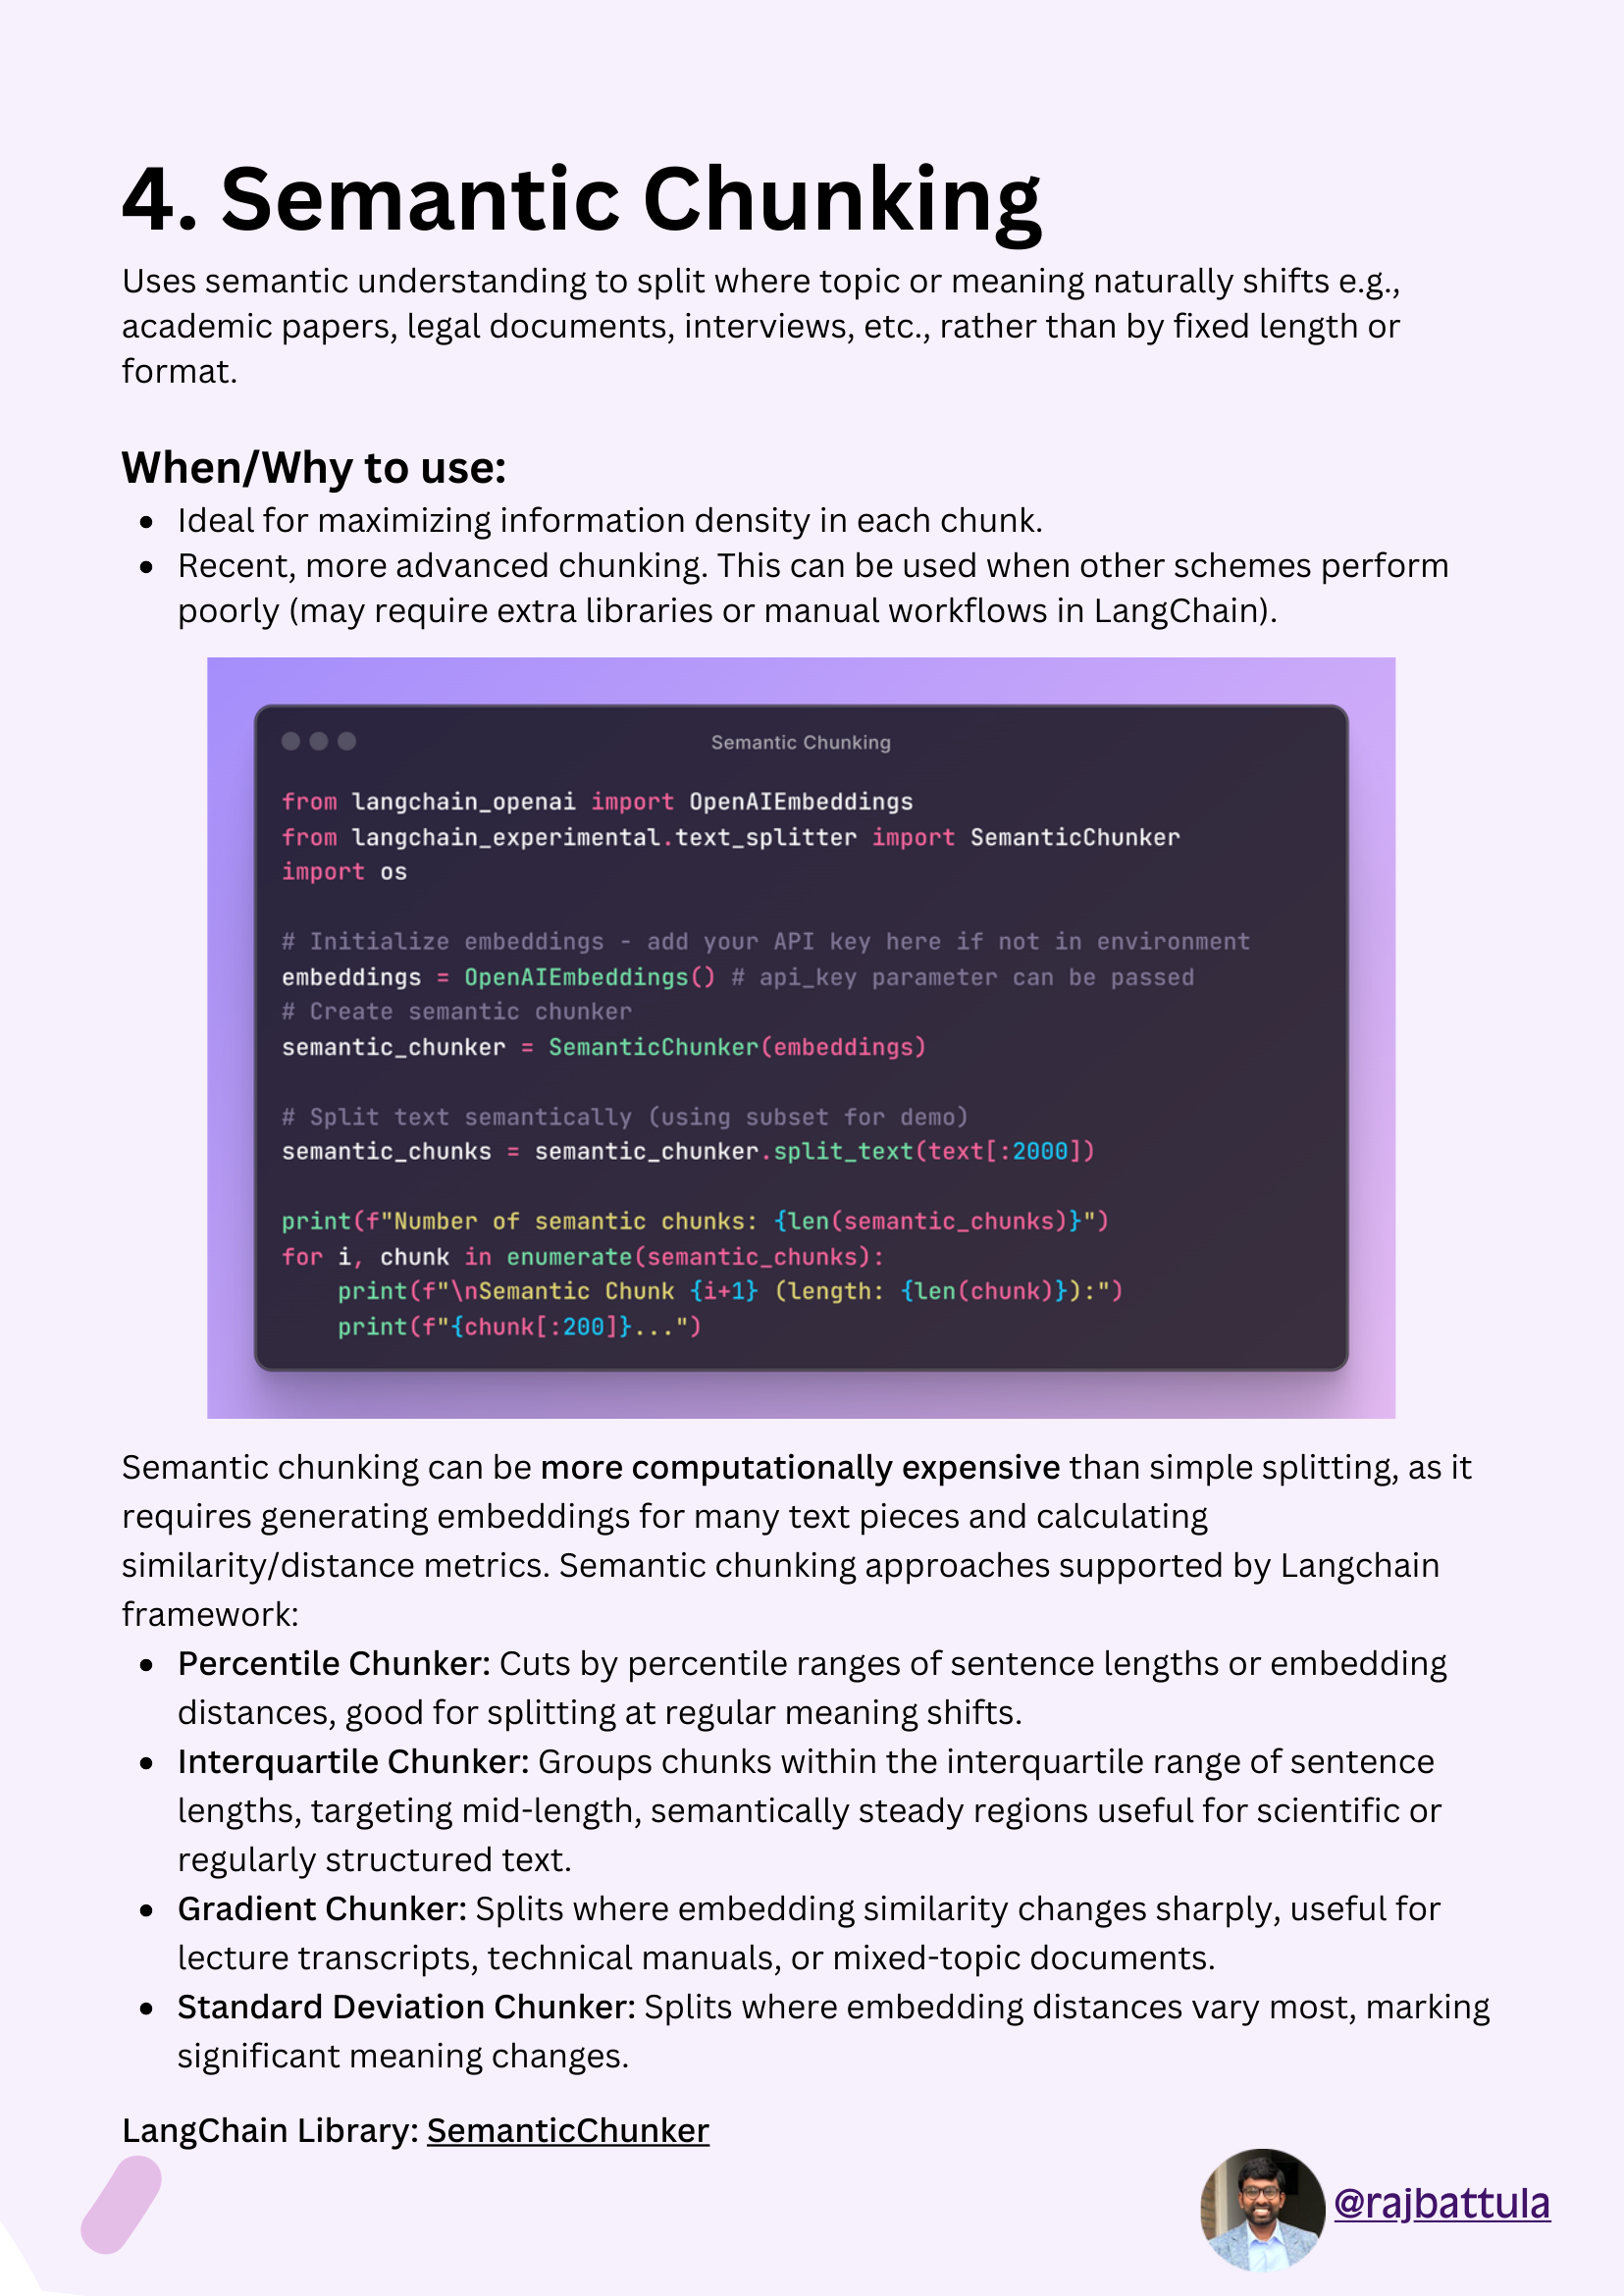 4. Semantic Chunking
Uses semantic understanding to split where topic or meaning naturally shifts e.g.,
academic papers, legal documents, interviews, etc., rather than by fixed length or
format.
When/Why to use:
• Ideal for maximizing information density in each chunk.
• Recent, more advanced chunking. This can be used when other schemes perform
poorly (may require extra libraries or manual workflows in LangChain).
Semantic Chunking
from langchain_openai import OpenAIEmbeddings
from langchain_experimental.text_splitter import SemanticChunker
import os
# Initialize embeddings - add your API key here if not in environment
embeddings = OpenAIEmbeddings() # api_key parameter can be passed
# Create semantic chunker
semantic_chunker = SemanticChunker(embeddings)
# Split text semantically (using subset for demo)
semantic_chunks = semantic_chunker.split_text(text[:2000])
print(f"Number of semantic chunks: {len(semantic_chunks)}")
for i, chunk in enumerate(semantic_chunks):
    print(f"\nSemantic Chunk {i+1} (length: {len(chunk)}):")
    print(f"{chunk[:200]}...")
Semantic chunking can be more computationally expensive than simple splitting, as it
requires generating embeddings for many text pieces and calculating
similarity/distance metrics. Semantic chunking approaches supported by Langchain
framework:
• Percentile Chunker: Cuts by percentile ranges of sentence lengths or embedding
distances, good for splitting at regular meaning shifts.
• Interquartile Chunker: Groups chunks within the interquartile range of sentence
lengths, targeting mid-length, semantically steady regions useful for scientific or
regularly structured text.
• Gradient Chunker: Splits where embedding similarity changes sharply, useful for
lecture transcripts, technical manuals, or mixed-topic documents.
• Standard Deviation Chunker: Splits where embedding distances vary most, marking
significant meaning changes.
LangChain Library: SemanticChunker
@rajbattula